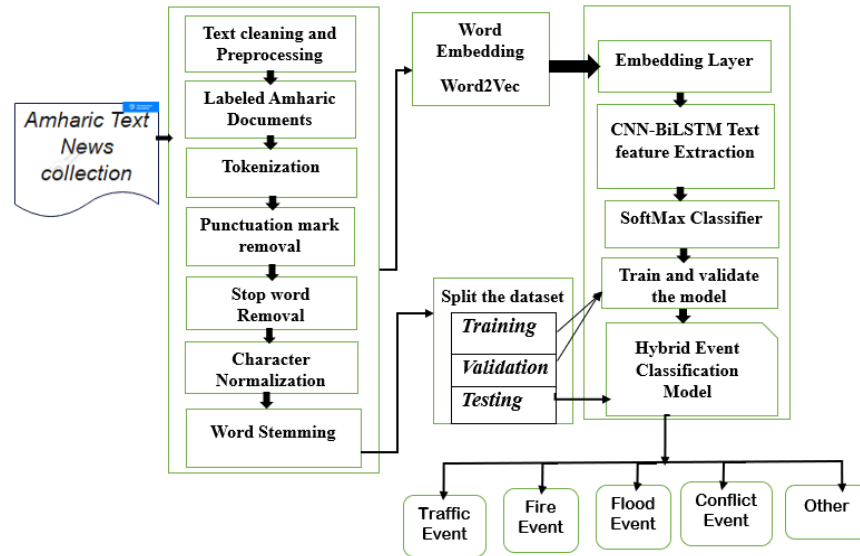 Amharic Text
News
collection
Text cleaning and
Preprocessing
Labeled Amharic
Documents
Tokenization
Punctuation mark
removal
Stop word
Removal
Character
Normalization
Word Stemming
Word
Embedding
Word2Vec
Split the dataset
Training
Validation
Testing
Embedding Layer
CNN-BiLSTM Text
feature Extraction
SoftMax Classifier
Train and validate
the model
Hybrid Event
Classification
Model
Traffic
Event
Fire
Event
Flood
Event
Conflict
Event
Other